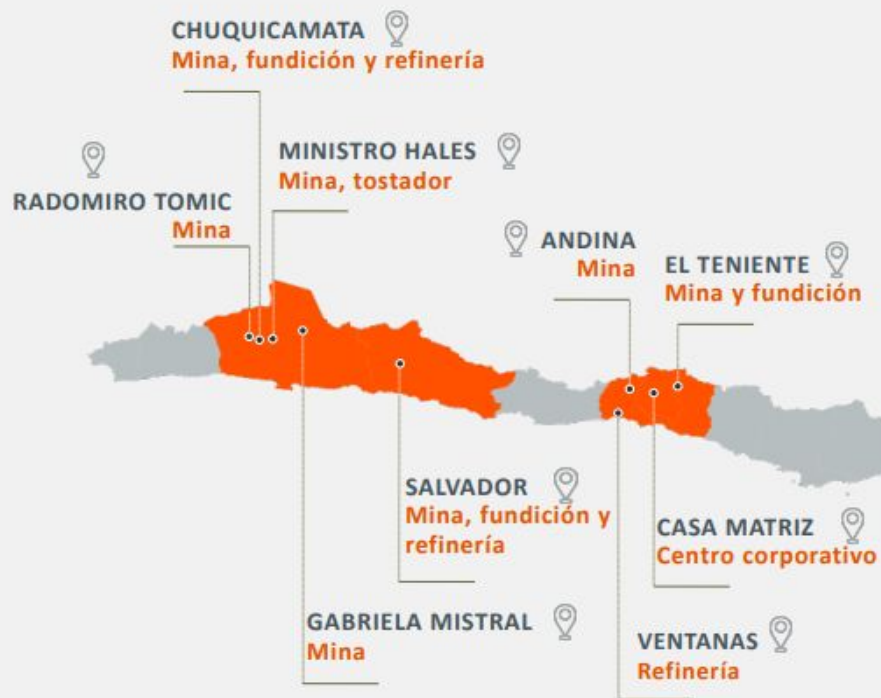 CHUQUICAMATA
Mina, fundición y refinería
MINISTRO HALES
Mina, tostador
RADOMIRO TOMIC
Mina
ANDINA
Mina
EL TENIENTE
Mina y fundición
SALVADOR
Mina, fundición y
refinería
CASA MATRIZ
Centro corporativo
GABRIELA MISTRAL
Mina
VENTANAS
Refinería